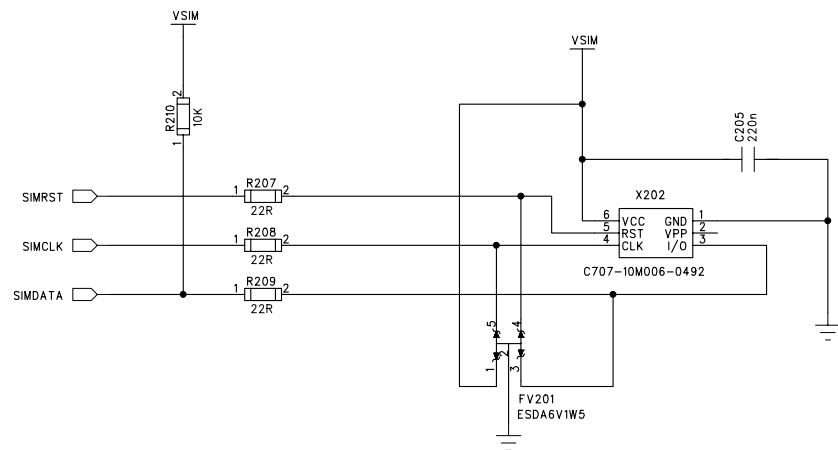 VSIM
VSIM
2
R210
10K
1
C205
220n
SIMRST
1
R207
2
22R
X202
6 VCC GND 1
5 RST VPP 2
4 CLK I/O 3
SIMCLK
1
R208
2
22R
C707-10M006-0492
SIMDATA
1
R209
2
22R
5
4
2
1
3
FV201
ESDA6V1W5